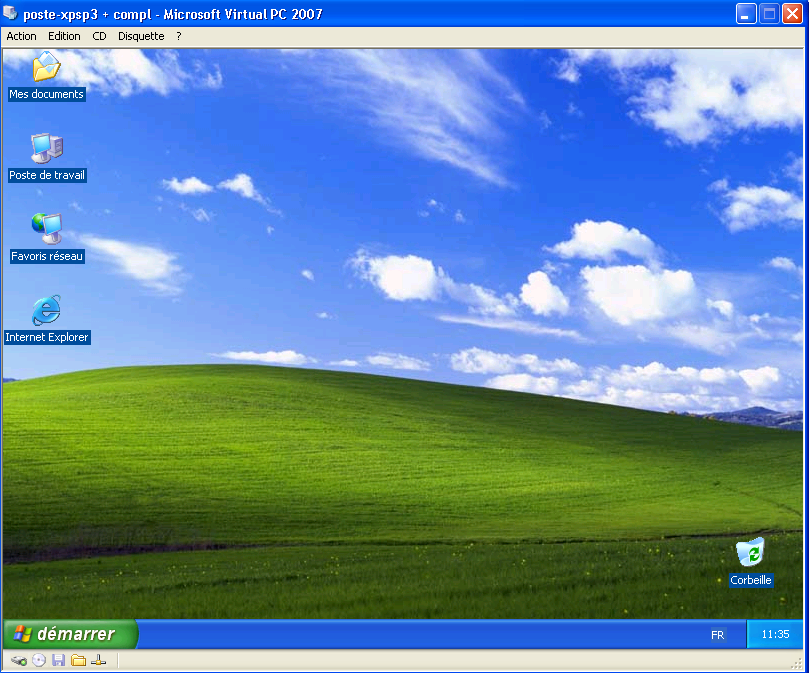 poste-xpsp3 + compl - Microsoft Virtual PC 2007
Action Edition CD Disquette ?
Mes documents
Poste de travail
Favoris réseau
Internet Explorer
Corbeille
démarrer FR 11:35